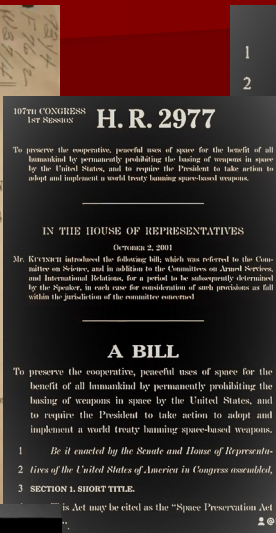 1
2
107TH CONGRESS
1ST SESSION
H. R. 2977
To preserve the cooperative, peaceful uses of space for the benefit of all
humankind by permanently prohibiting the basing of weapons in space
by the United States, and to require the President to take action to
adopt and implement a world treaty banning space-based weapons.
IN THE HOUSE OF REPRESENTATIVES
OCTOBER 2, 2001
Mr. KUCINICH introduced the following bill; which was referred to the Com-
mittee on Science, and in addition to the Committees on Armed Services,
and International Relations, for a period to be subsequently determined
by the Speaker, in each case for consideration of such provisions as fall
within the jurisdiction of the committee concerned
A BILL
To preserve the cooperative, peaceful uses of space for the
benefit of all humankind by permanently prohibiting the
basing of weapons in space by the United States, and
to require the President to take action to adopt and
implement a world treaty banning space-based weapons.
1 Be it enacted by the Senate and House of Representa-
2 tives of the United States of America in Congress assembled,
3 SECTION 1. SHORT TITLE.
is Act may be cited as the “Space Preservation Act